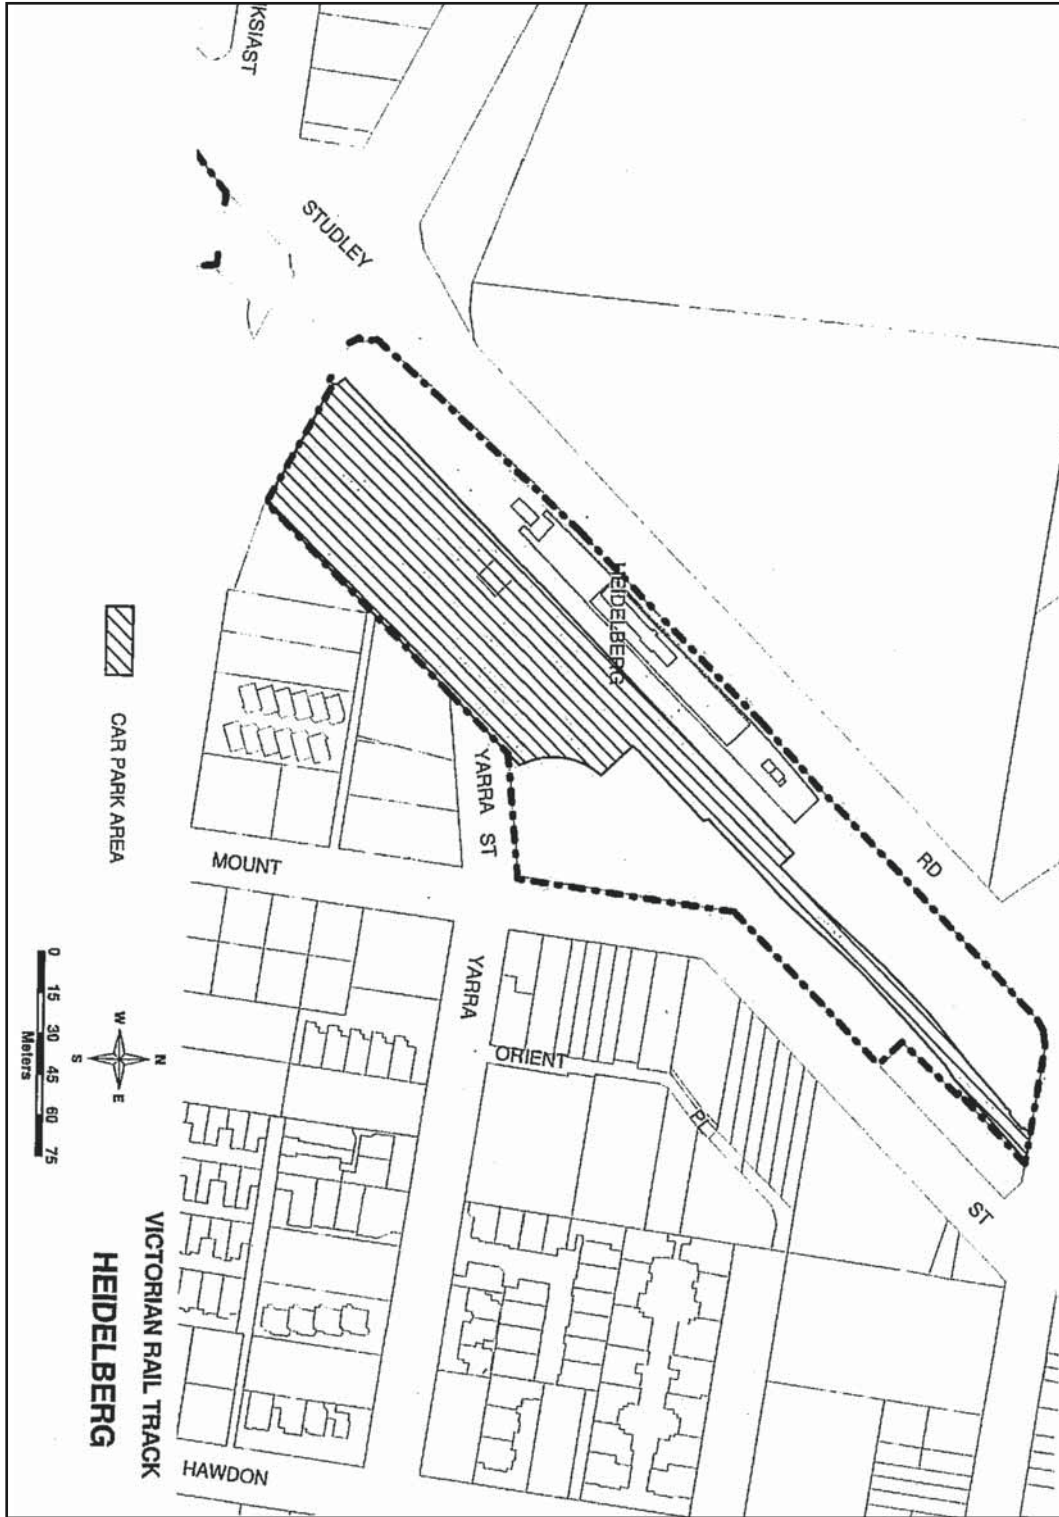 KSIAST
STUDLEY
HEIDELBERG
RD
YARRA ST
MOUNT
YARRA
ORIENT
PL
ST
HAWDON
CAR PARK AREA
N
W
E
S
0 15 30 45 60 75
Meters
VICTORIAN RAIL TRACK
HEIDELBERG